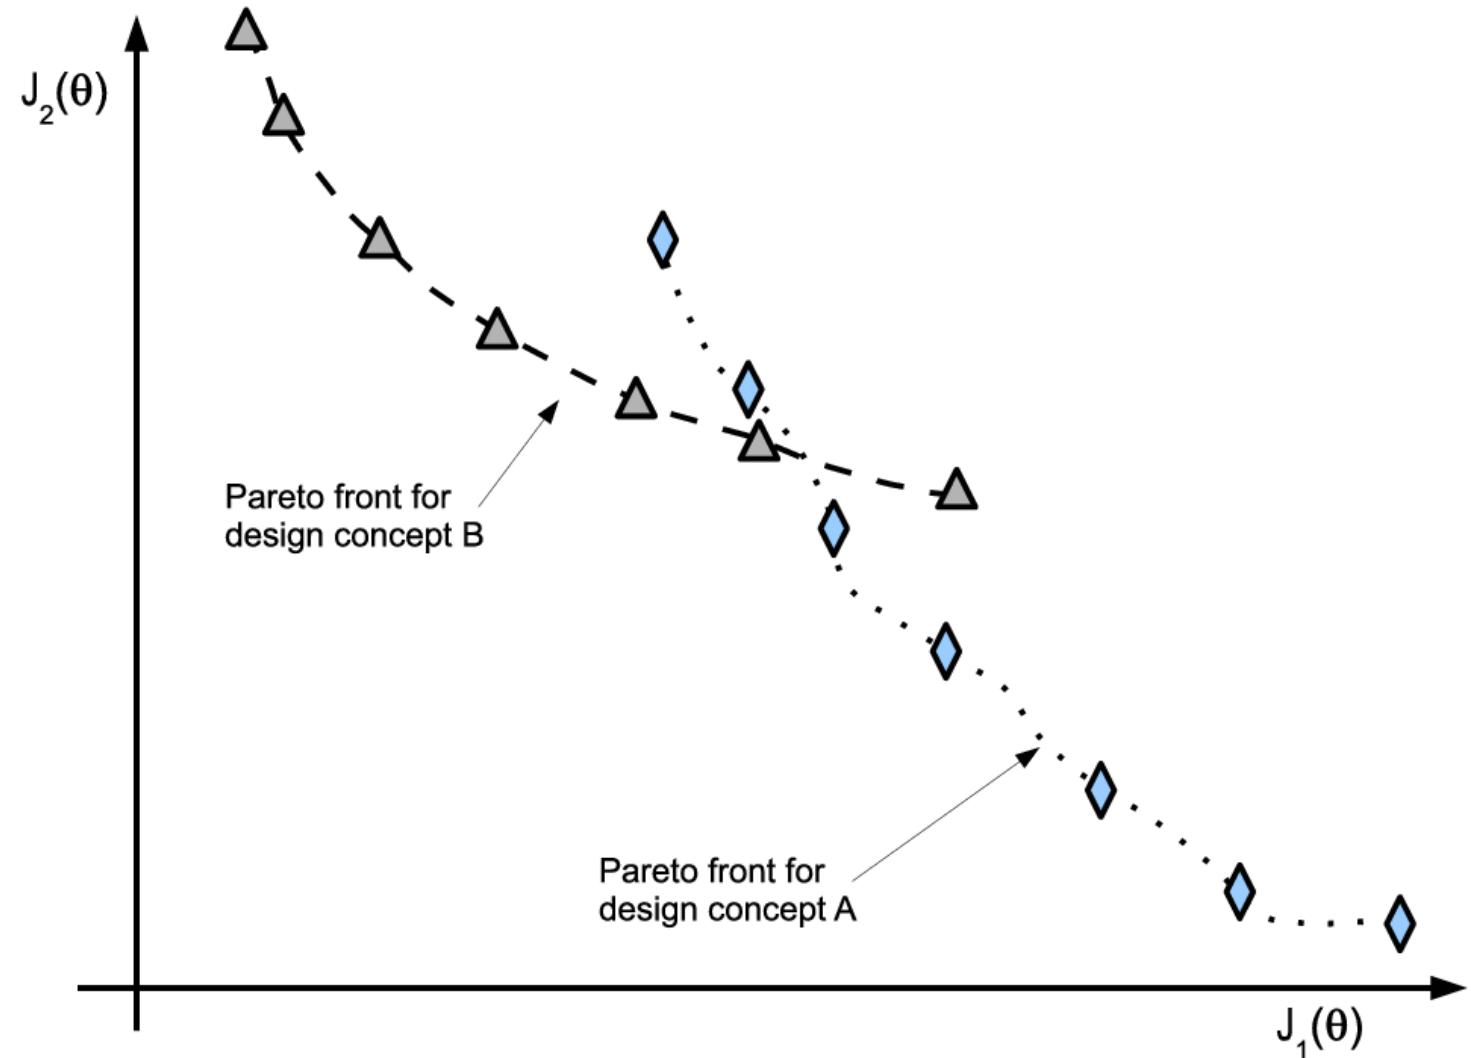 J₂(θ)
Pareto front for
design concept B
Pareto front for
design concept A
J₁(θ)